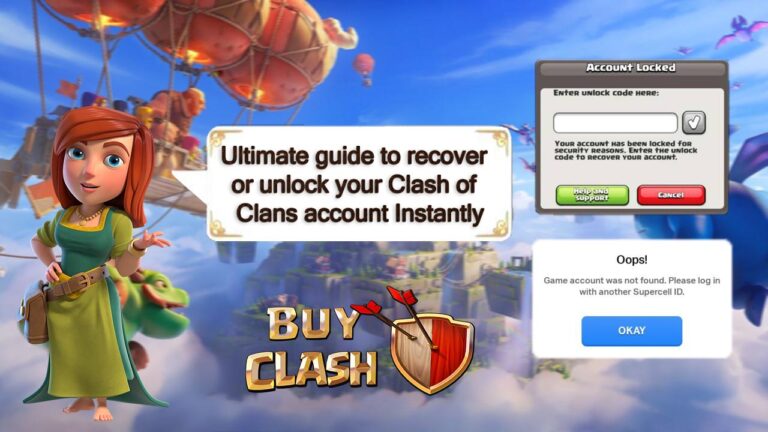 Ultimate guide to recover
or unlock your Clash of
Clans account Instantly
BUY
CLASH
Account Locked
Enter unlock code here:
Your account has been locked for
security reasons. Enter the unlock
code to recover your account.
Help and
support
Cancel
Oops!
Game account was not found. Please log in
with another Supercell ID.
OKAY